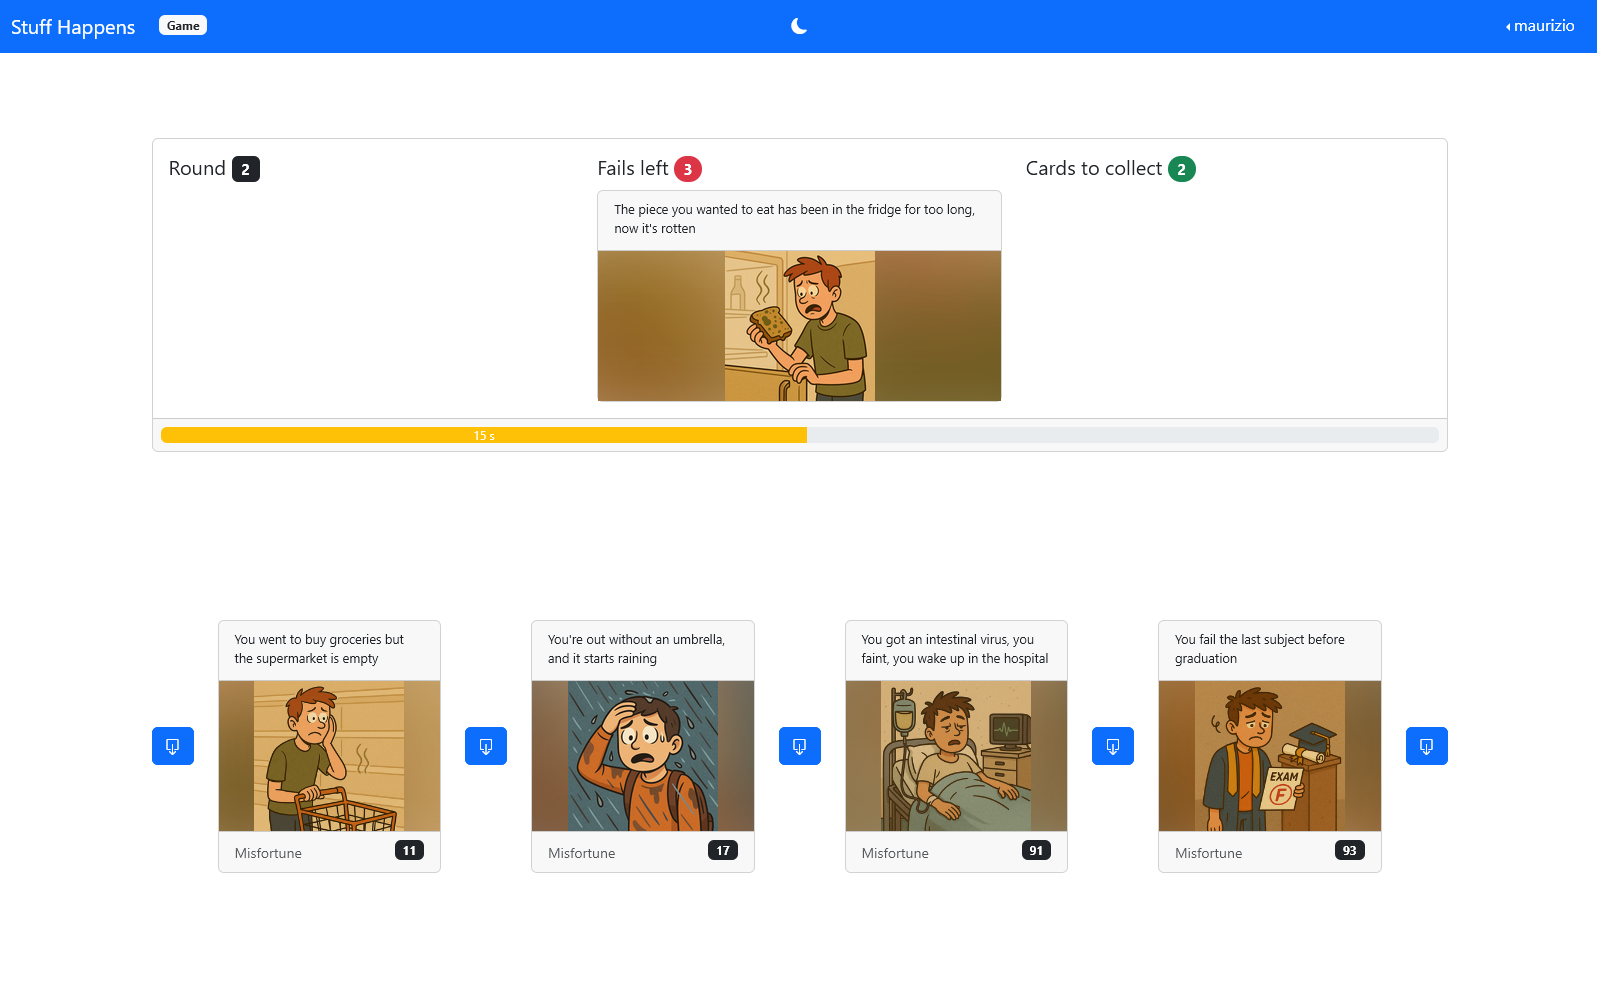 Stuff Happens Game maurizio
Round 2
Fails left 3
Cards to collect 2
The piece you wanted to eat has been in the fridge for too long,
now it's rotten
15 s
You went to buy groceries but
the supermarket is empty
Misfortune 11
You're out without an umbrella,
and it starts raining
Misfortune 17
You got an intestinal virus, you
faint, you wake up in the hospital
Misfortune 91
You fail the last subject before
graduation
EXAM
F
Misfortune 93